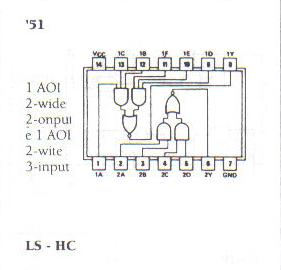 '51
VCC 1C 1B 1F 1E 1D 1Y
14 13 12 11 10 9 8
1 AOI
2-wide
2-onput
e 1 AOI
2-wite
3-input
1 2 3 4 5 6 7
1A 2A 2B 2C 2D 2Y GND
LS - HC